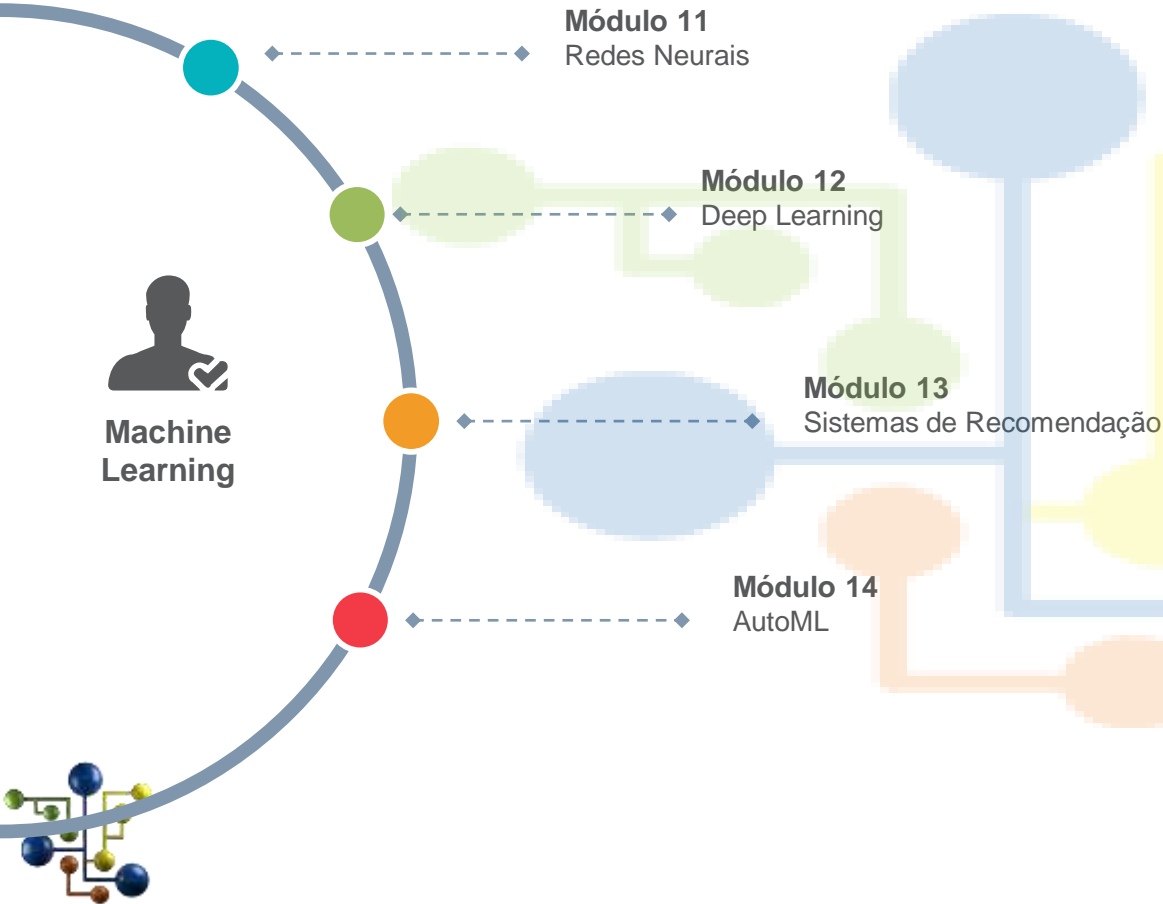 Módulo 11
Redes Neurais
Módulo 12
Deep Learning
Machine
Learning
Módulo 13
Sistemas de Recomendação
Módulo 14
AutoML